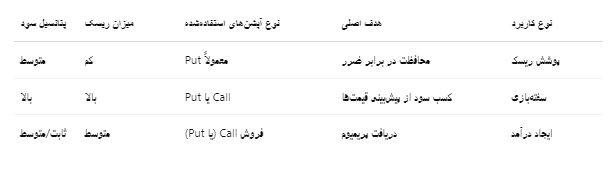 نوع کاربرد هدف اصلی نوع آپشن‌های استفاده‌شده میزان ریسک پتانسیل سود
پوشش ریسک محافظت در برابر ضرر معمولاً Put کم متوسط
سفته‌بازی کسب سود از پیش‌بینی قیمت‌ها Call یا Put بالا بالا
ایجاد درآمد دریافت پریمیوم فروش Call (یا Put) متوسط ثابت/متوسط